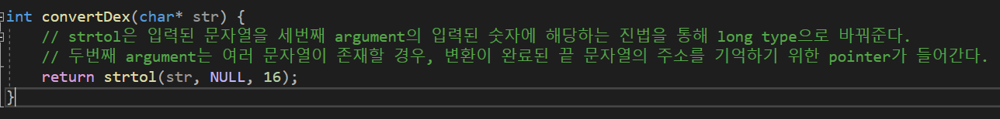 int convertDex(char* str) {
// strtol은 입력된 문자열을 세번째 argument의 입력된 숫자에 해당하는 진법을 통해 long type으로 바꿔준다.
// 두번째 argument는 여러 문자열이 존재할 경우, 변환이 완료된 끝 문자열의 주소를 기억하기 위한 pointer가 들어간다.
return strtol(str, NULL, 16);
}